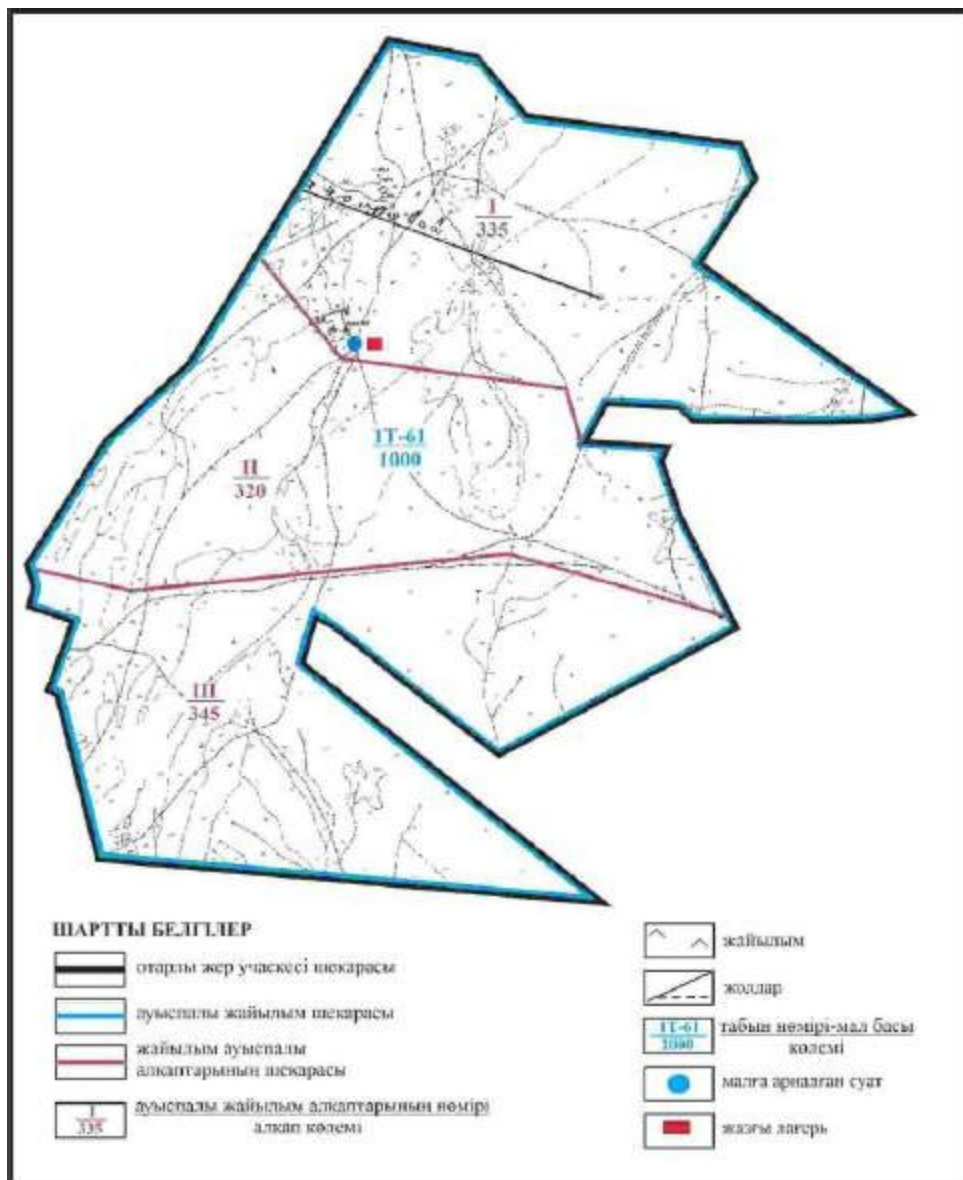 I
335
1Т-61
1000
II
320
III
345
ШАРТТЫ БЕЛГІЛЕР
отарлы жер учаскесі шекарасы
ауыспалы жайылым шекарасы
жайылым ауыспалы
алқаптарының шекарасы
I
335
ауыспалы жайылым алқаптарының нөмірі
алқап көлемі
жайылым
жолдар
1Т-61
1000
табын нөмірі-мал басы
көлемі
малға арналған суат
жазғы лагерь